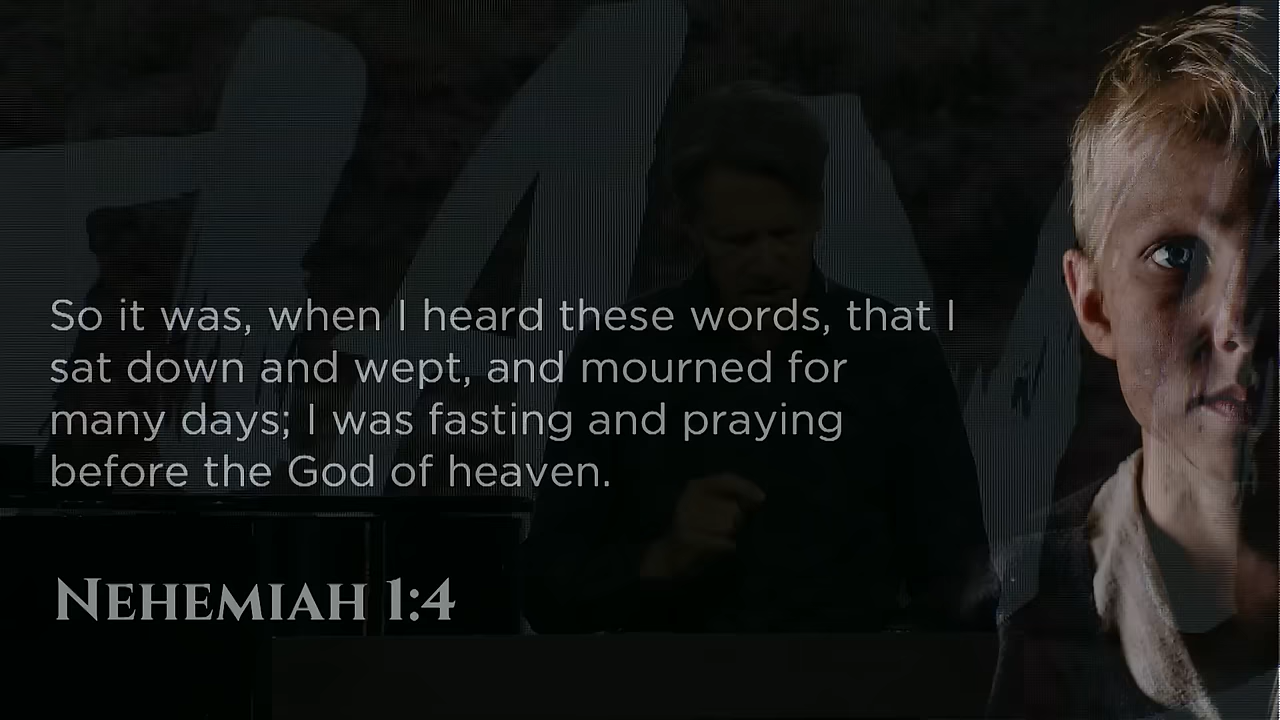 So it was, when I heard these words, that I
sat down and wept, and mourned for
many days; I was fasting and praying
before the God of heaven.
Nehemiah 1:4